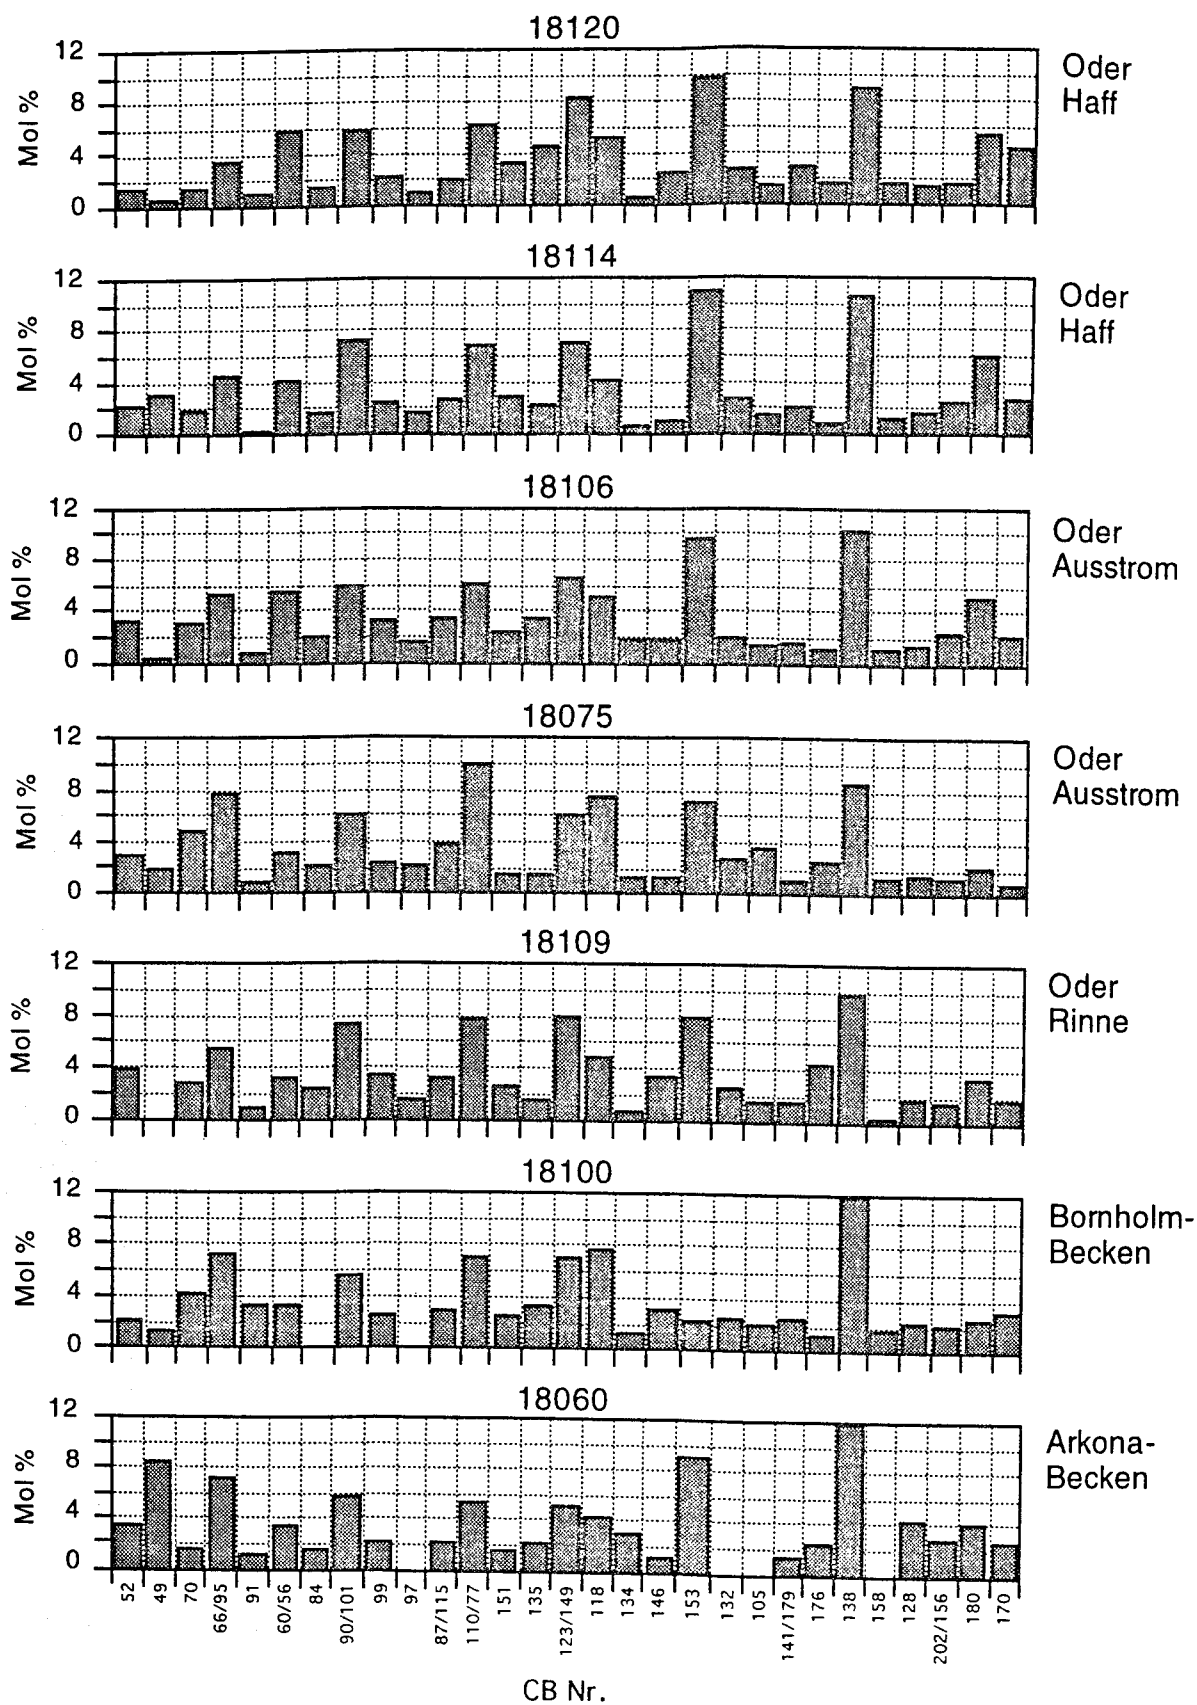 18120
12
8
4
0
Mol %
Oder
Haff
18114
12
8
4
0
Mol %
Oder
Haff
18106
12
8
4
0
Mol %
Oder
Ausstrom
18075
12
8
4
0
Mol %
Oder
Ausstrom
18109
12
8
4
0
Mol %
Oder
Rinne
18100
12
8
4
0
Mol %
Bornholm-
Becken
18060
12
8
4
0
Mol %
Arkona-
Becken
52
49
70
66/95
91
60/56
84
90/101
99
97
87/115
110/77
151
135
123/149
118
134
146
153
132
105
141/179
176
138
158
128
202/156
180
170
CB Nr.